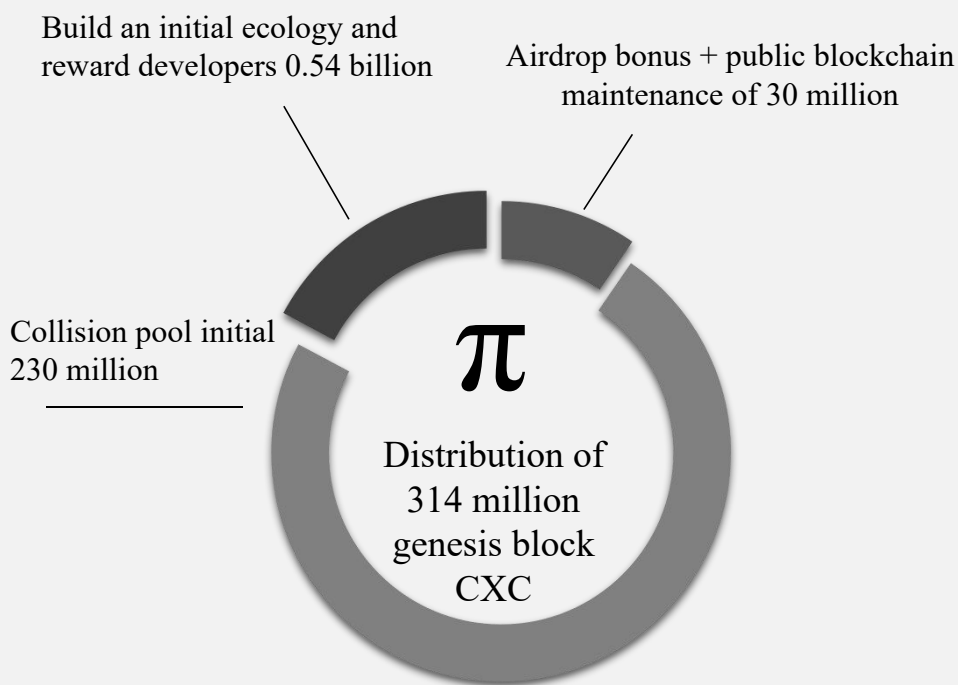 Build an initial ecology and
reward developers 0.54 billion
Airdrop bonus + public blockchain
maintenance of 30 million
Collision pool initial
230 million
π
Distribution of
314 million
genesis block
CXC